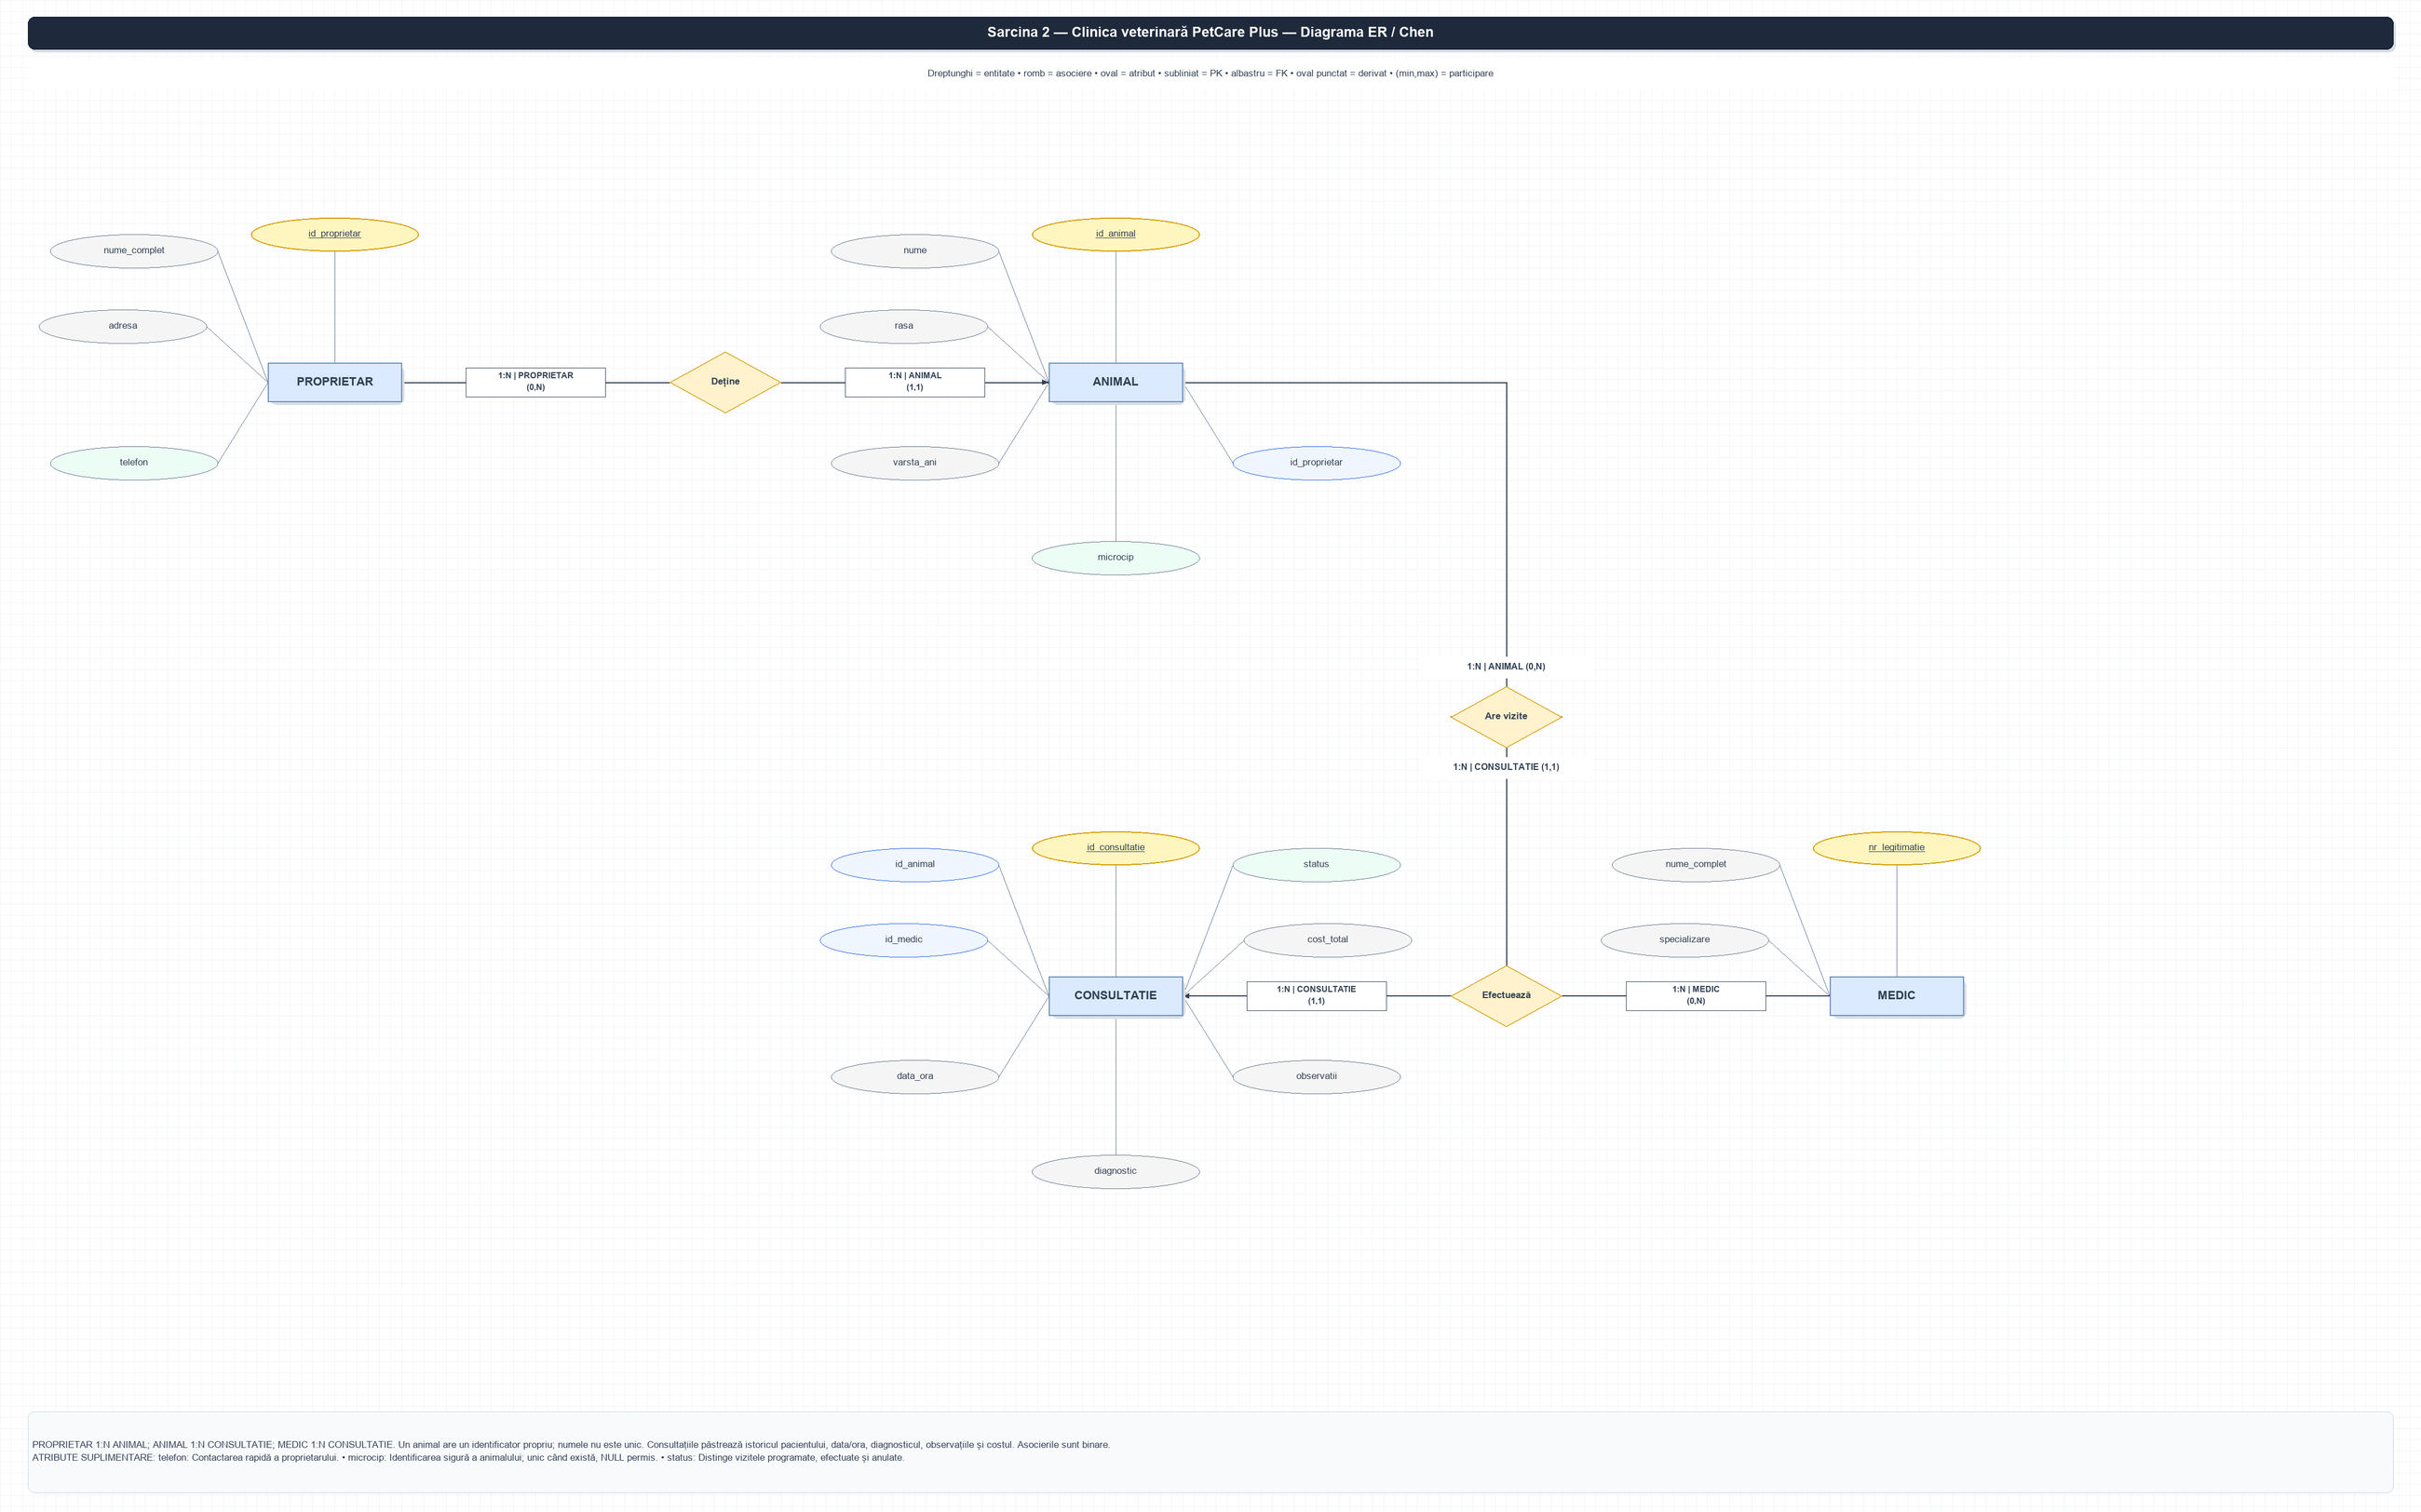 Sarcina 2 — Clinica veterinară PetCare Plus — Diagrama ER / Chen
Dreptunghi = entitate • romb = asociere • oval = atribut • subliniat = PK • albastru = FK • oval punctat = derivat • (min,max) = participare
id_proprietar
id_animal
nume_complet
nume
adresa
rasa
PROPRIETAR
1:N | PROPRIETAR
(0,N)
Deține
1:N | ANIMAL
(1,1)
ANIMAL
telefon
varsta_ani
id_proprietar
microcip
1:N | ANIMAL (0,N)
Are vizite
1:N | CONSULTATIE (1,1)
id_consultatie
nr_legitimatie
id_animal
status
nume_complet
id_medic
cost_total
specializare
CONSULTATIE
1:N | CONSULTATIE
(1,1)
Efectuează
1:N | MEDIC
(0,N)
MEDIC
data_ora
observatii
diagnostic
PROPRIETAR 1:N ANIMAL; ANIMAL 1:N CONSULTATIE; MEDIC 1:N CONSULTATIE. Un animal are un identificator propriu; numele nu este unic. Consultațiile păstrează istoricul pacientului, data/ora, diagnosticul, observațiile și costul. Asocierile sunt binare.
ATRIBUTE SUPLIMENTARE: telefon: Contactarea rapidă a proprietarului. • microcip: Identificarea sigură a animalului; unic când există, NULL permis. • status: Distinge vizitele programate, efectuate și anulate.